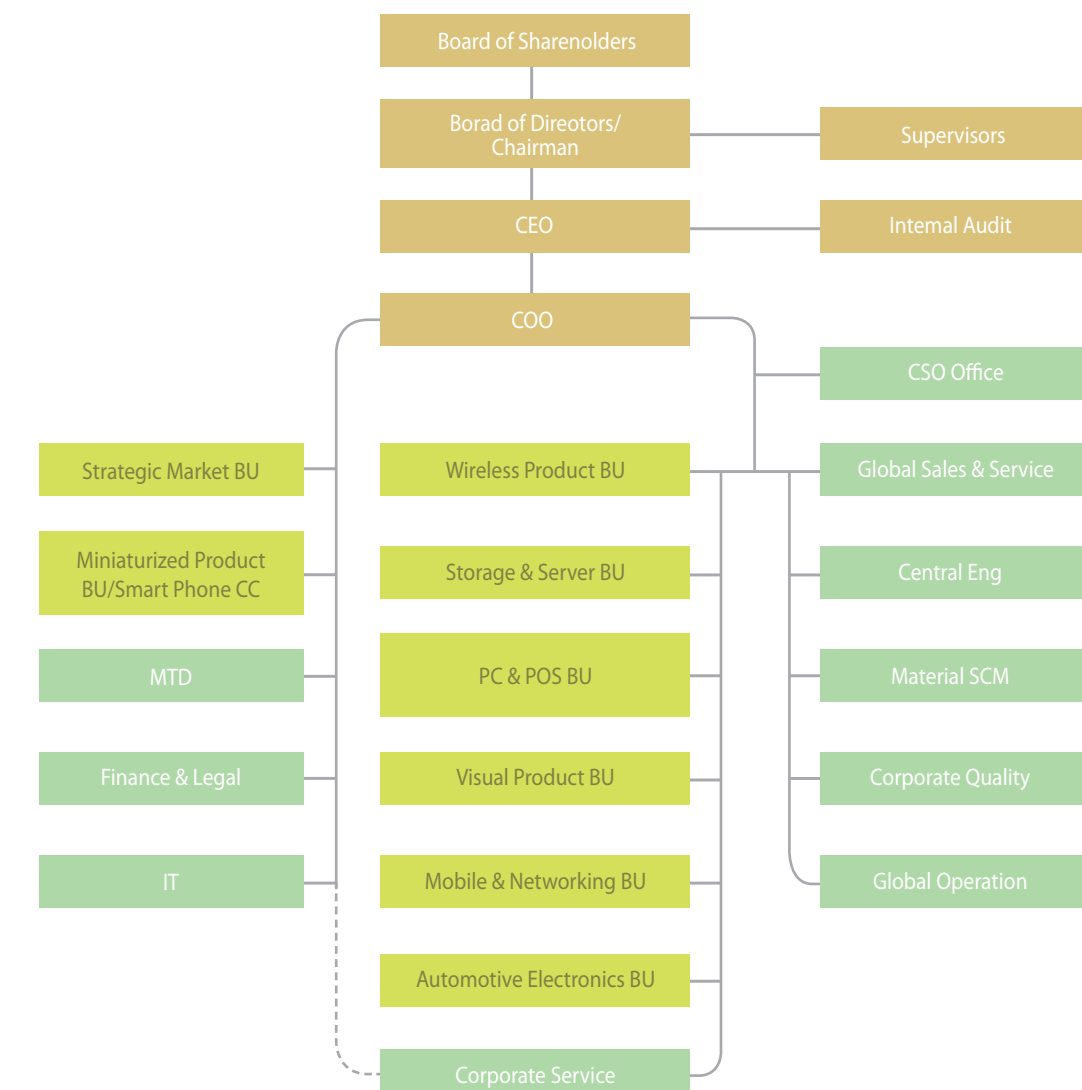 Board of Sharenolders
Borad of Direotors/
Chairman
Supervisors
CEO
Intemal Audit
COO
CSO Office
Strategic Market BU
Wireless Product BU
Global Sales & Service
Miniaturized Product
BU/Smart Phone CC
Storage & Server BU
Central Eng
MTD
PC & POS BU
Material SCM
Finance & Legal
Visual Product BU
Corporate Quality
IT
Mobile & Networking BU
Global Operation
Automotive Electronics BU
Corporate Service